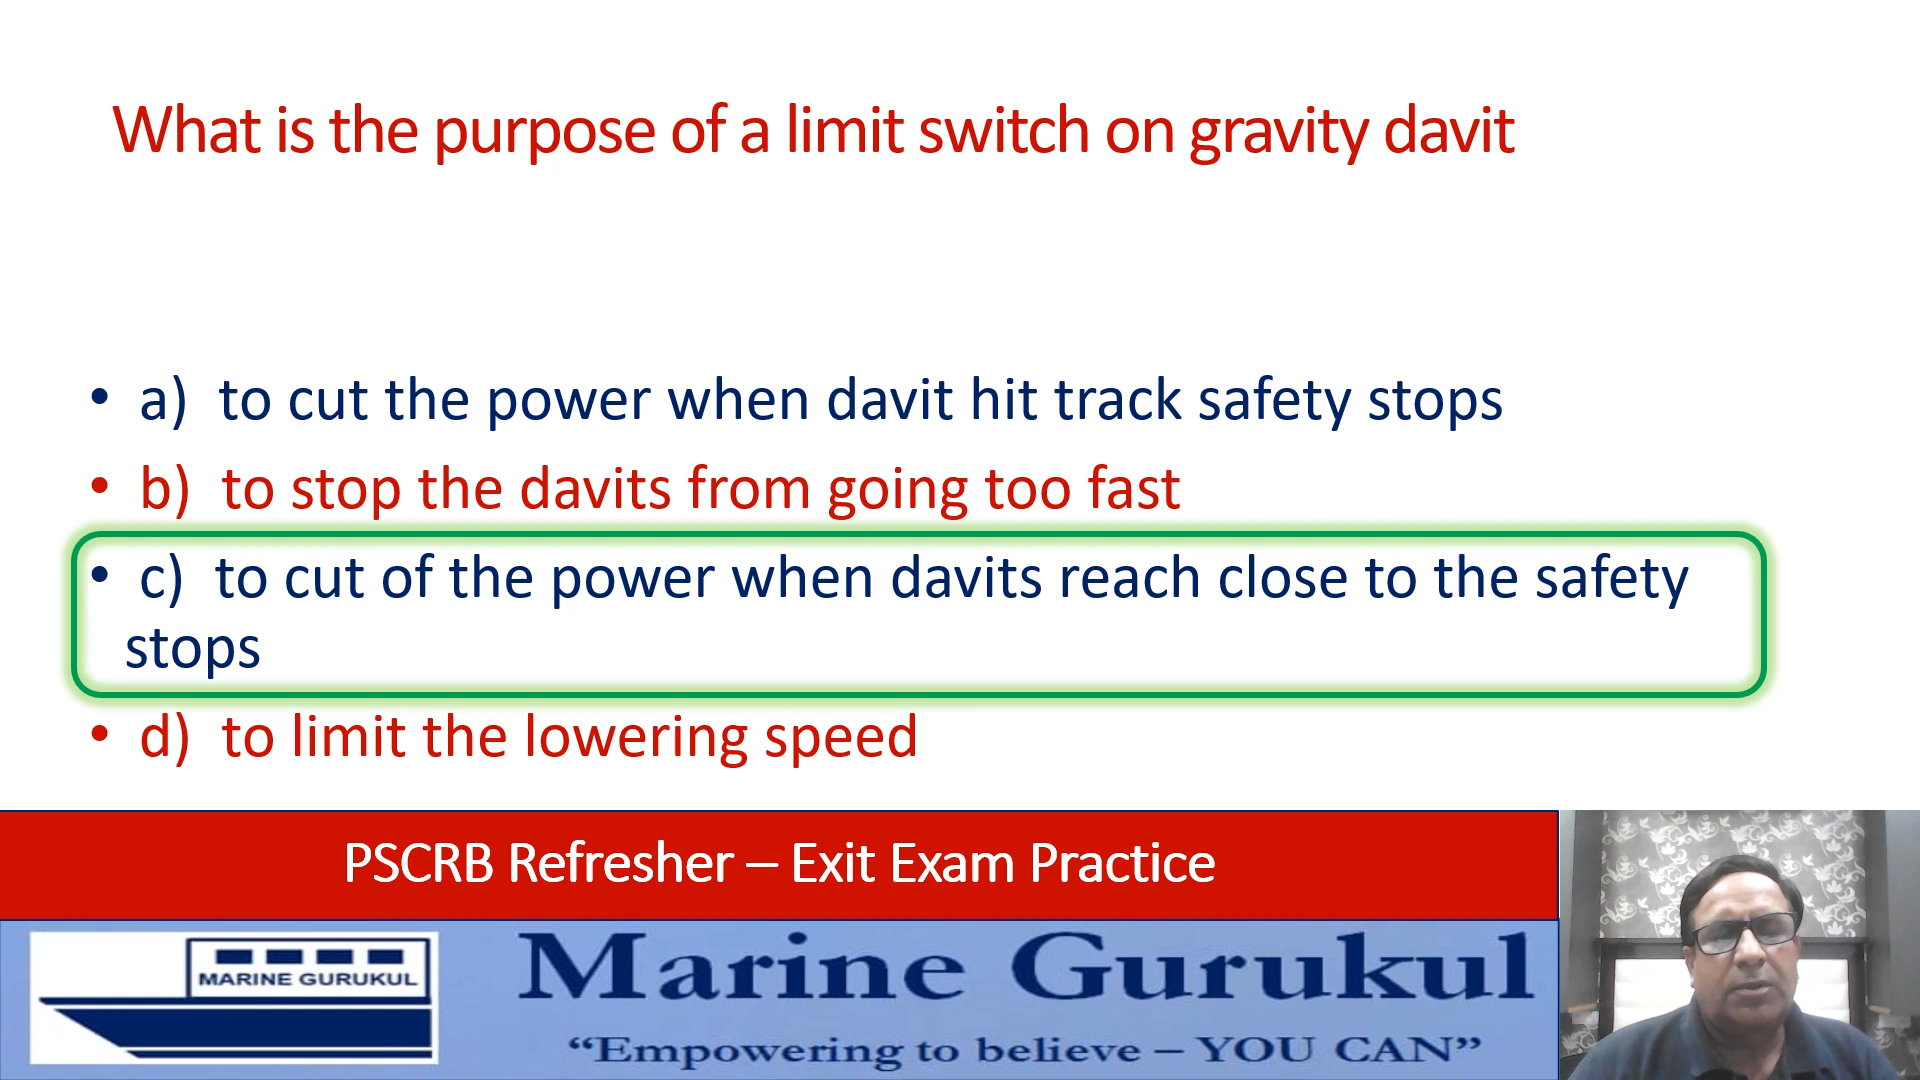 What is the purpose of a limit switch on gravity davit
• a) to cut the power when davit hit track safety stops
• b) to stop the davits from going too fast
• c) to cut of the power when davits reach close to the safety
stops
• d) to limit the lowering speed
PSCRB Refresher – Exit Exam Practice
MARINE GURUKUL
Marine Gurukul
“Empowering to believe – YOU CAN”